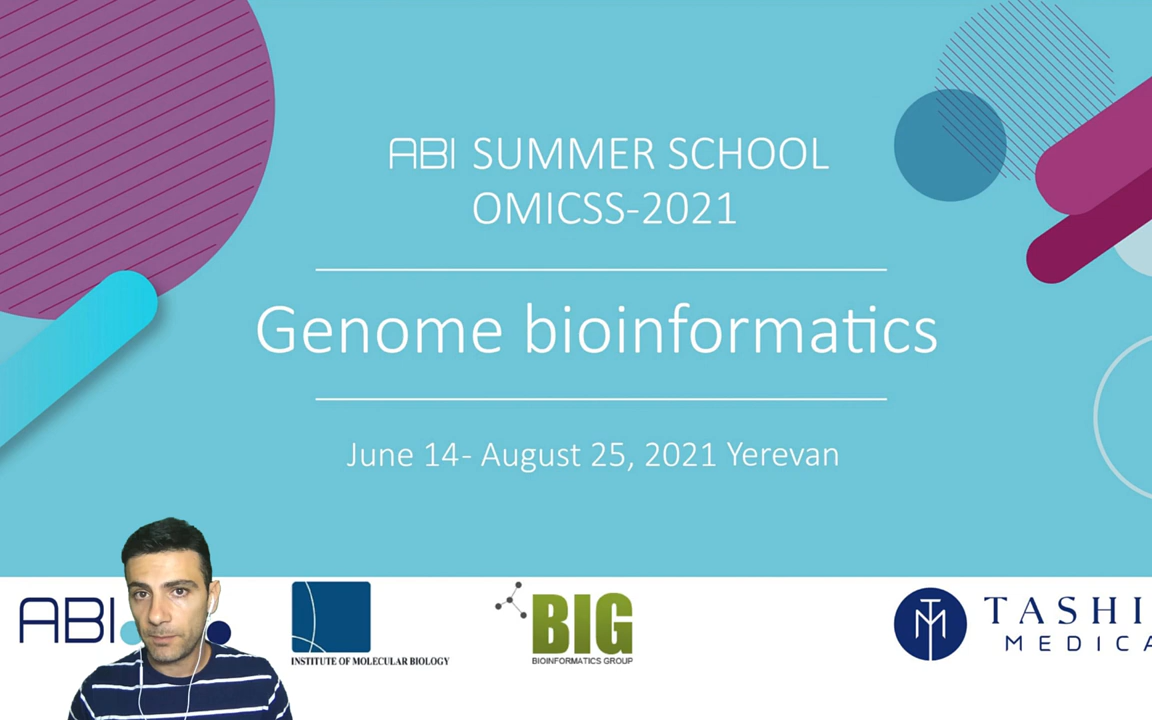 ABI SUMMER SCHOOL
OMICSS-2021
Genome bioinformatics
June 14- August 25, 2021 Yerevan
ABI
INSTITUTE OF MOLECULAR BIOLOGY
BIG
BIOINFORMATICS GROUP
TM
TASHI
MEDICA